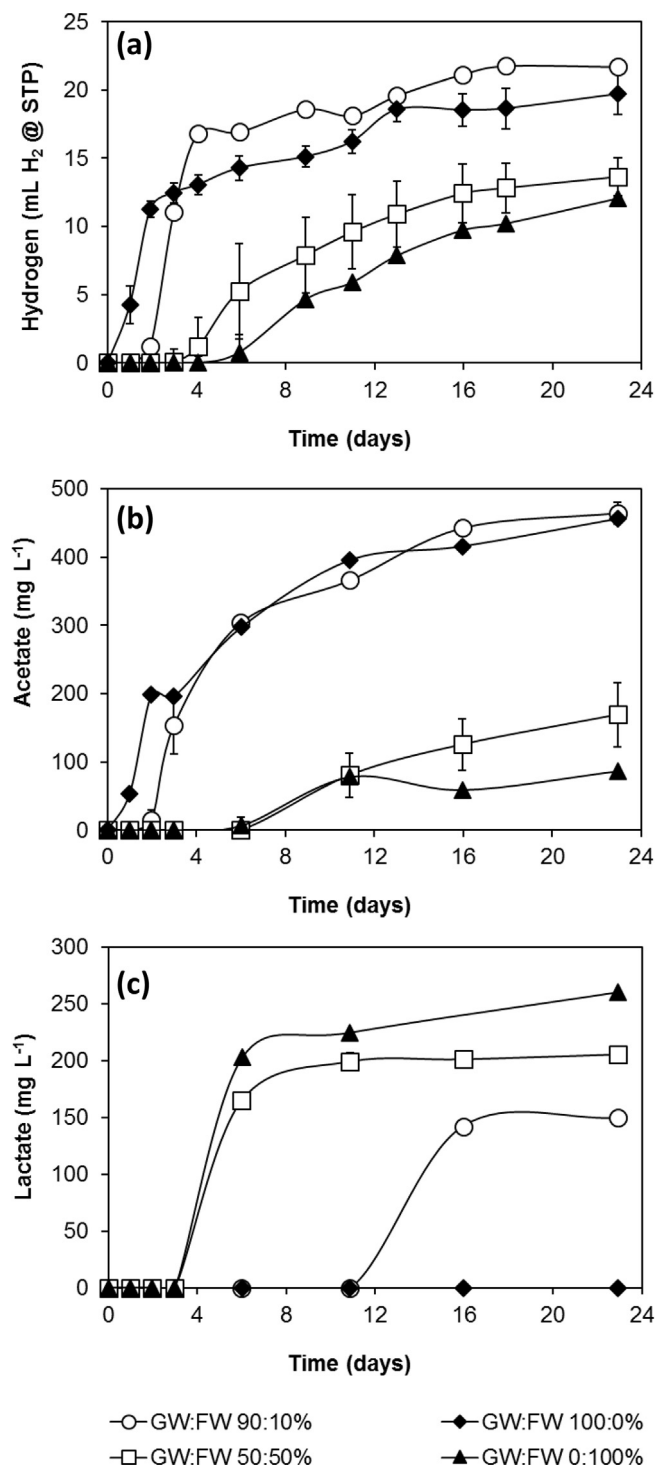 (a)
Hydrogen (mL H₂ @ STP)
25
20
15
10
5
0
0 4 8 12 16 20 24
Time (days)
(b)
Acetate (mg L⁻¹)
500
400
300
200
100
0
0 4 8 12 16 20 24
Time (days)
(c)
Lactate (mg L⁻¹)
300
250
200
150
100
50
0
0 4 8 12 16 20 24
Time (days)
GW:FW 90:10% GW:FW 100:0%
GW:FW 50:50% GW:FW 0:100%